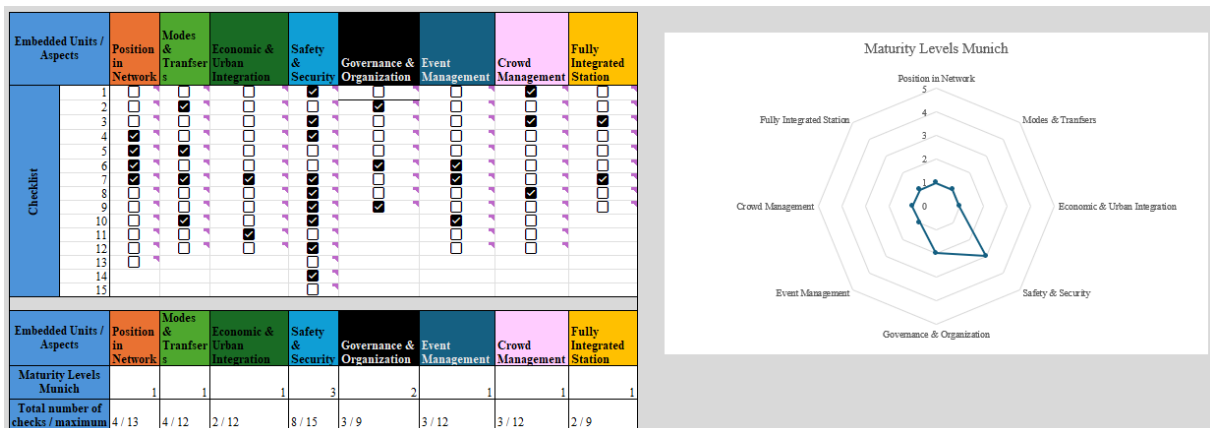 Embedded Units / Aspects
Position in Network
Modes & Tranfser s
Economic & Urban Integration
Safety & Security
Governance & Organization
Event Management
Crowd Management
Fully Integrated Station
Checklist
1
2
3
4
5
6
7
8
9
10
11
12
13
14
15
Embedded Units / Aspects
Position in Network
Modes & Tranfser s
Economic & Urban Integration
Safety & Security
Governance & Organization
Event Management
Crowd Management
Fully Integrated Station
Maturity Levels Munich
1
1
1
3
2
1
1
1
Total number of checks / maximum
4 / 13
4 / 12
2 / 12
8 / 15
3 / 9
3 / 12
3 / 12
2 / 9
Maturity Levels Munich
Position in Network
5
4
3
2
1
0
Modes & Tranfsers
Economic & Urban Integration
Safety & Security
Governance & Organization
Event Management
Crowd Management
Fully Integrated Station